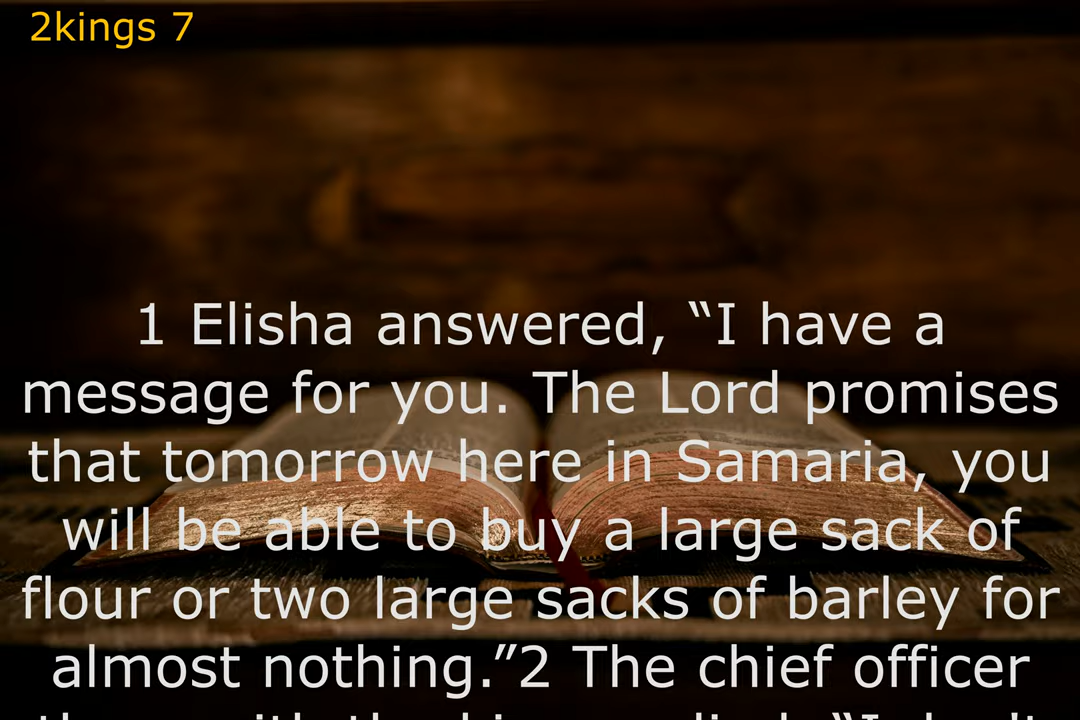 2kings 7
1 Elisha answered, “I have a
message for you. The Lord promises
that tomorrow here in Samaria, you
will be able to buy a large sack of
flour or two large sacks of barley for
almost nothing.”2 The chief officer